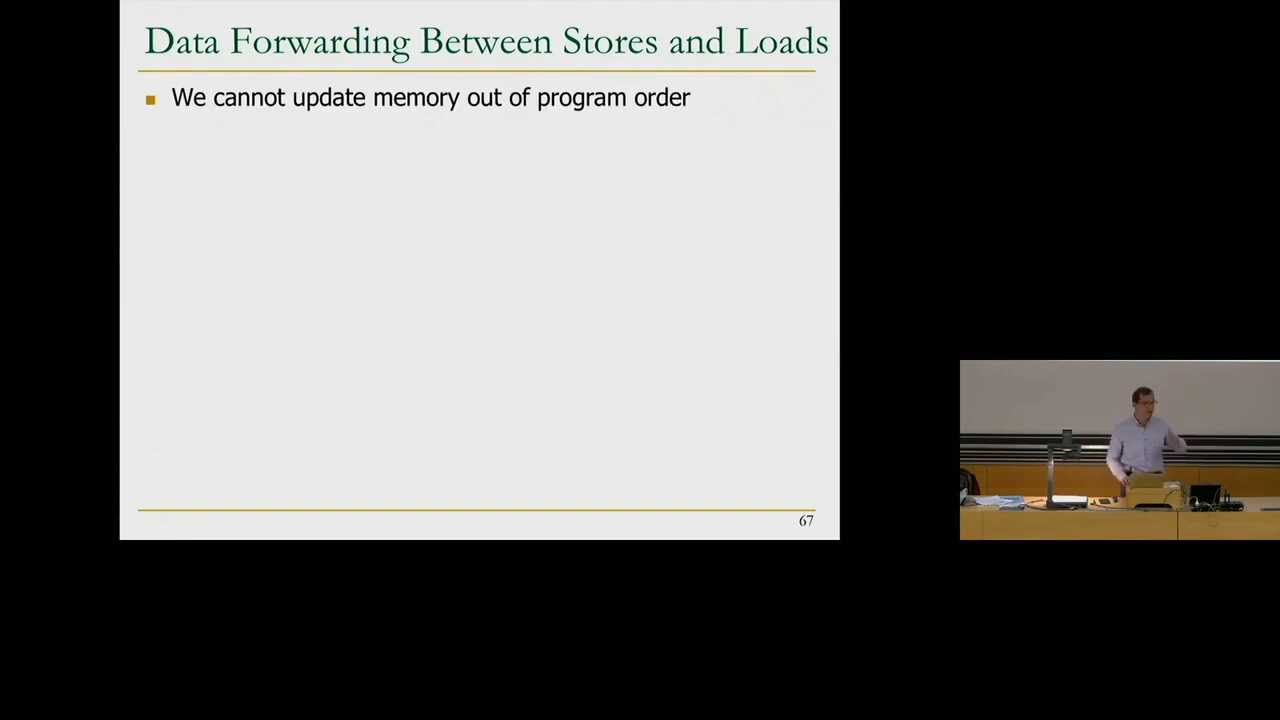 Data Forwarding Between Stores and Loads
We cannot update memory out of program order
67